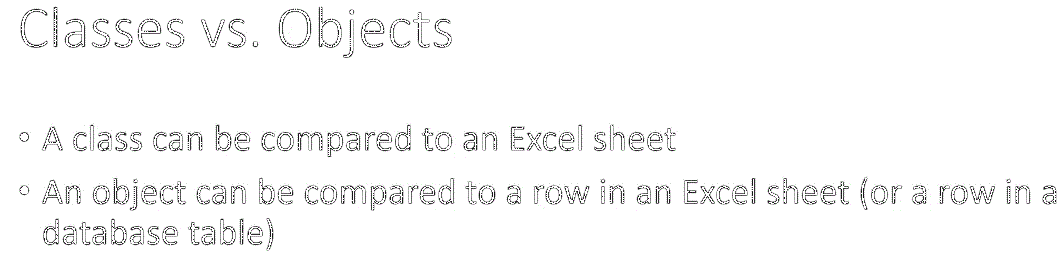 Classes vs. Objects
• A class can be compared to an Excel sheet
• An object can be compared to a row in an Excel sheet (or a row in a
database table)